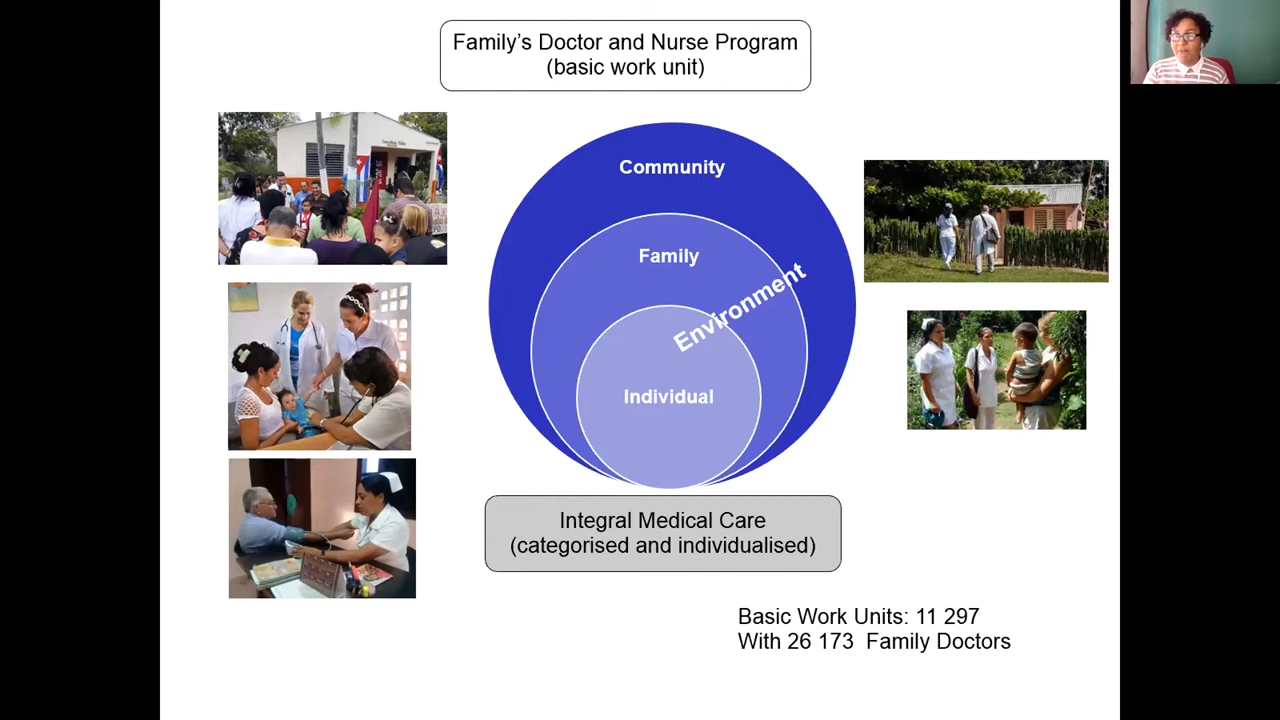 Family's Doctor and Nurse Program
(basic work unit)
Community
Family
Environment
Individual
Integral Medical Care
(categorised and individualised)
Basic Work Units: 11 297
With 26 173  Family Doctors